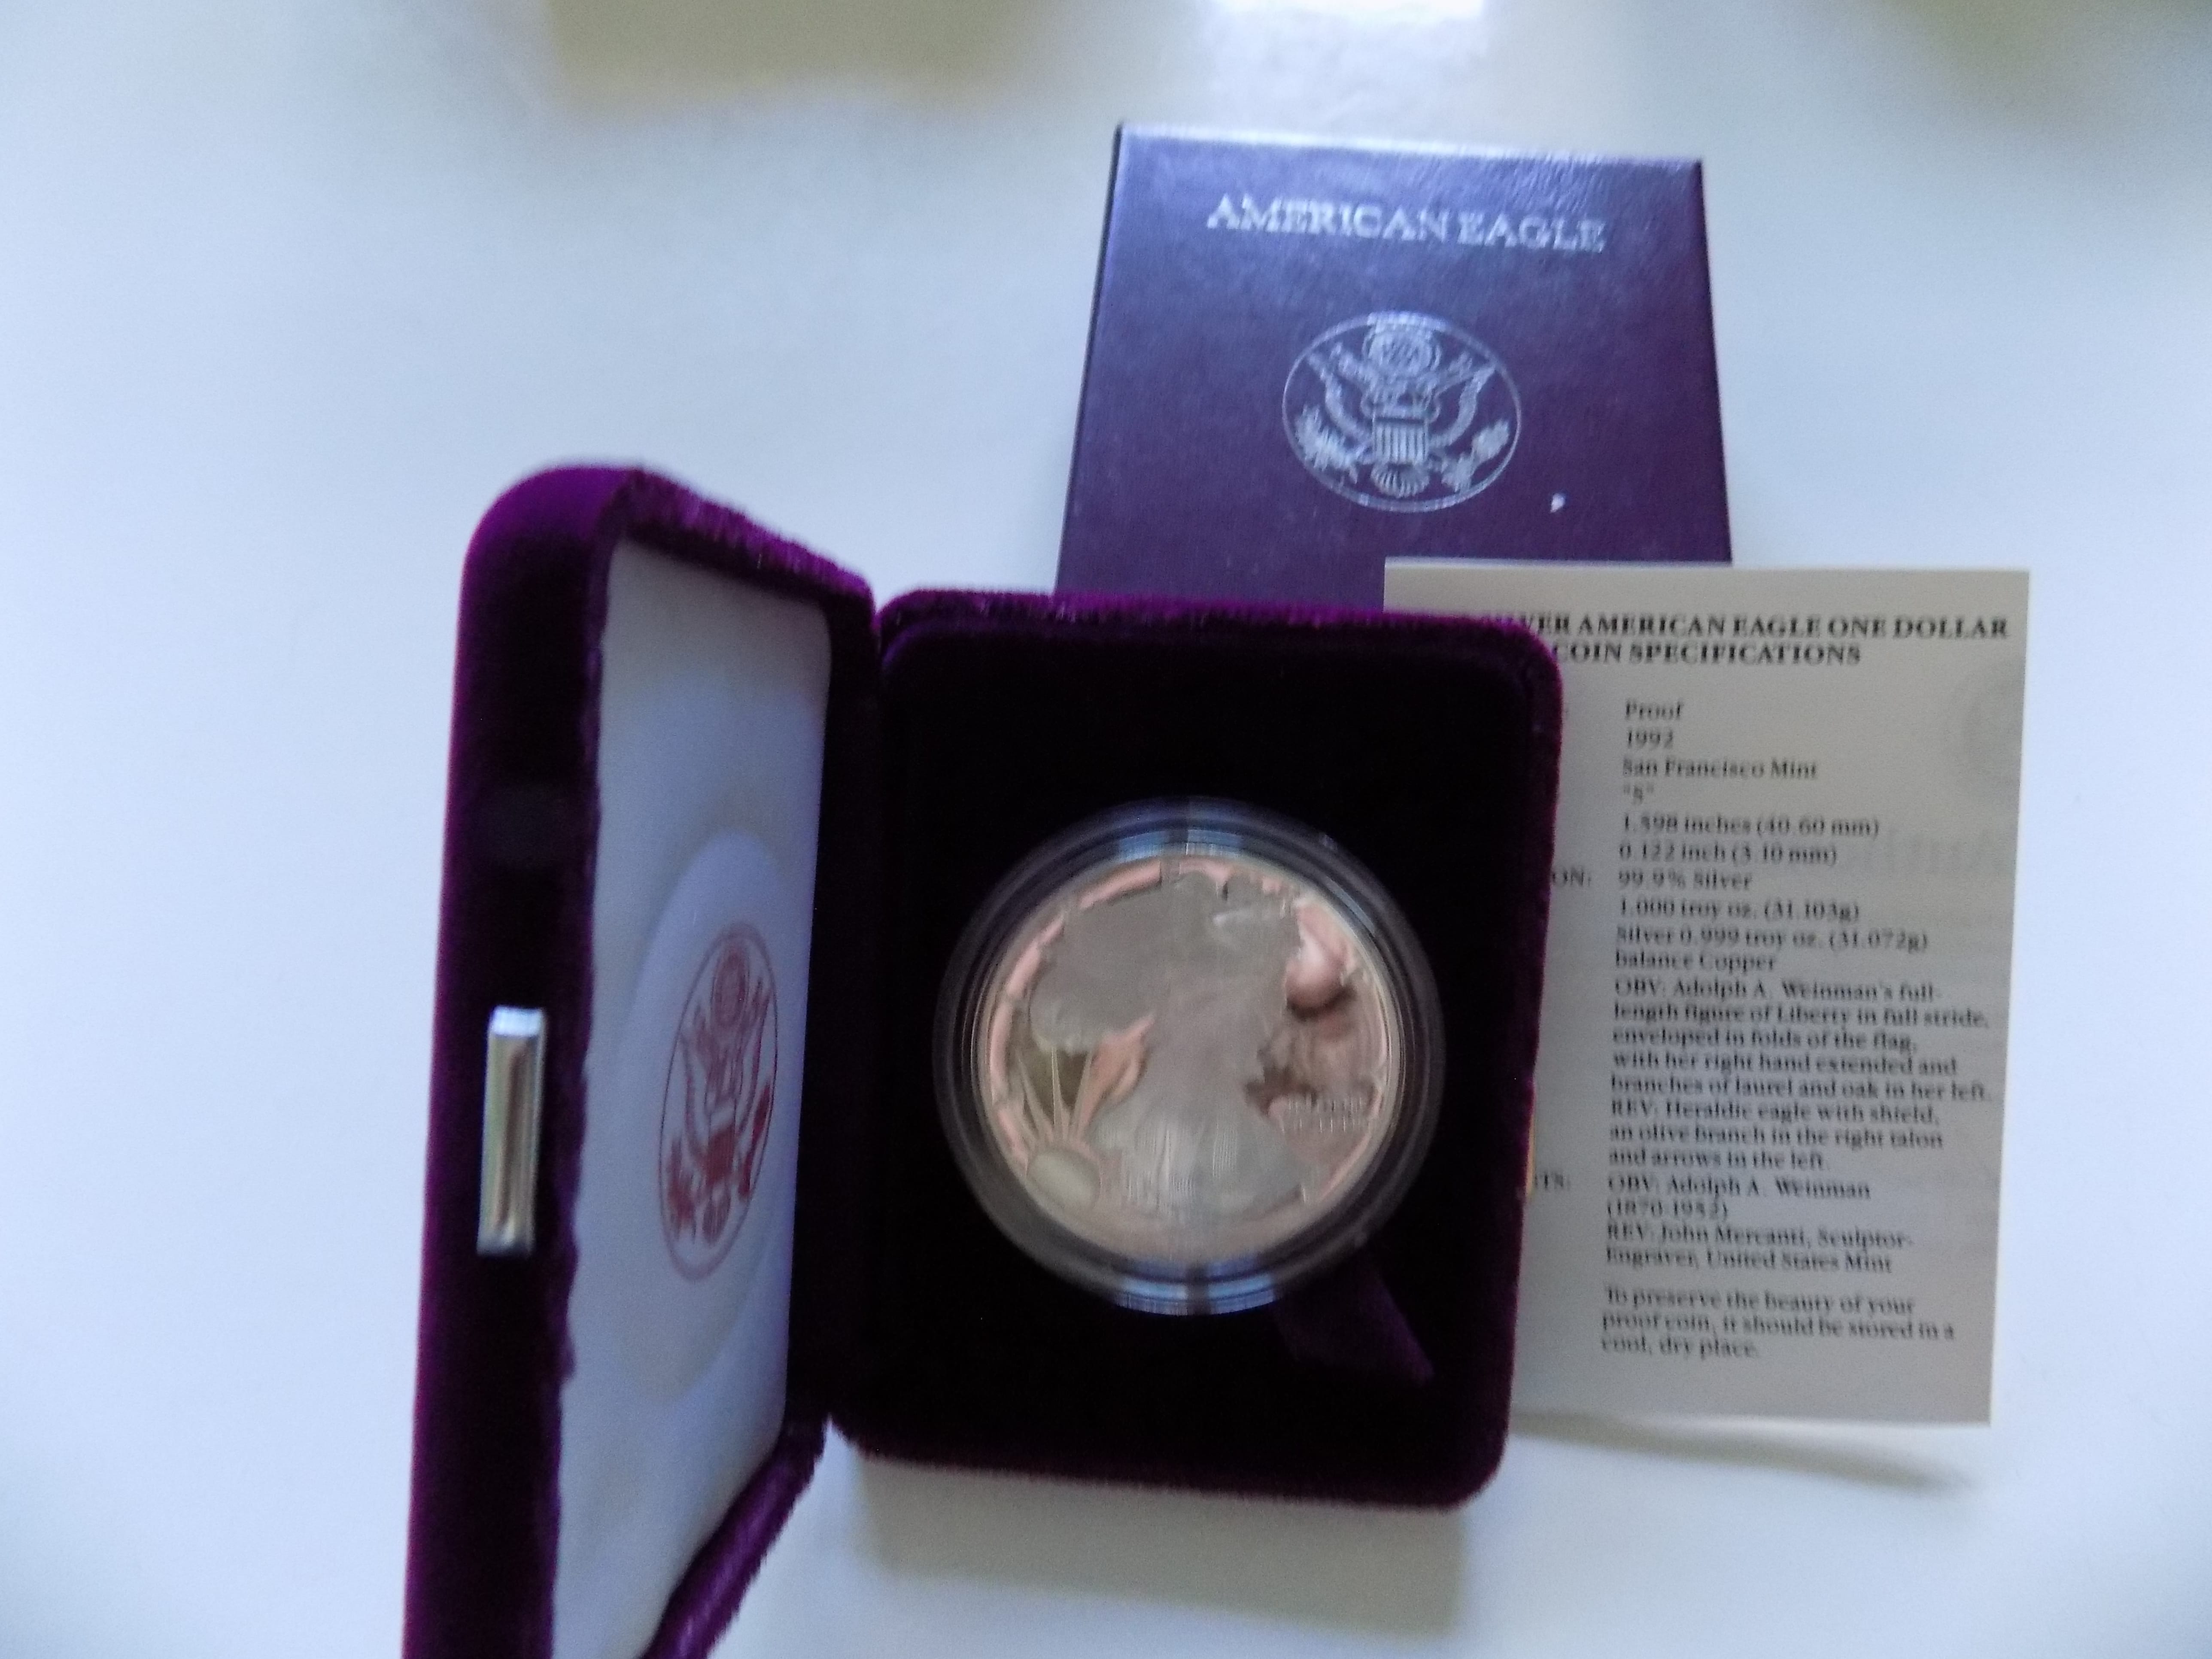 AMERICAN EAGLE
SILVER AMERICAN EAGLE ONE DOLLAR
COIN SPECIFICATIONS
Proof
1992
San Francisco Mint
"S"
1.598 inches (40.60 mm)
0.122 inch (3.10 mm)
ON: 99.9% Silver
1.000 troy oz. (31.103g)
Silver 0.999 troy oz. (31.072g)
balance Copper
OBV: Adolph A. Weinman's full-
length figure of Liberty in full stride,
enveloped in folds of the flag,
with her right hand extended and
branches of laurel and oak in her left.
REV: Heraldic eagle with shield,
an olive branch in the right talon
and arrows in the left.
TS: OBV: Adolph A. Weinman
(1870-1952)
REV: John Mercanti, Sculptor-
Engraver, United States Mint
To preserve the beauty of your
proof coin, it should be stored in a
cool, dry place.